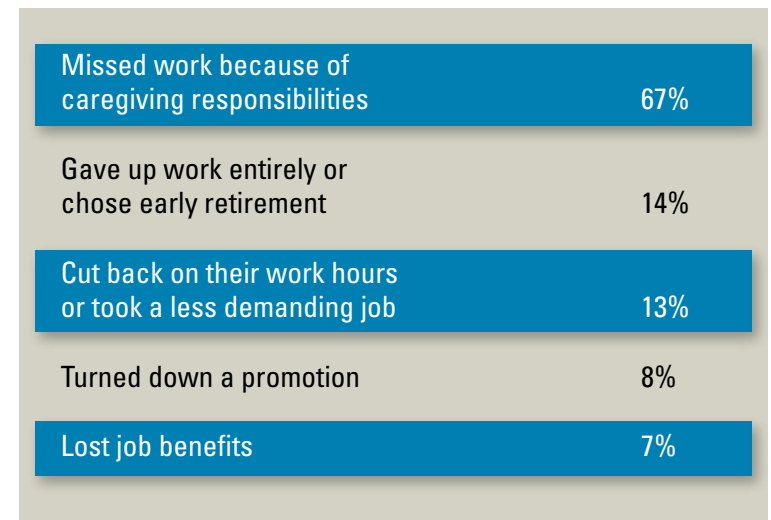 Missed work because of
caregiving responsibilities 67%
Gave up work entirely or
chose early retirement 14%
Cut back on their work hours
or took a less demanding job 13%
Turned down a promotion 8%
Lost job benefits 7%